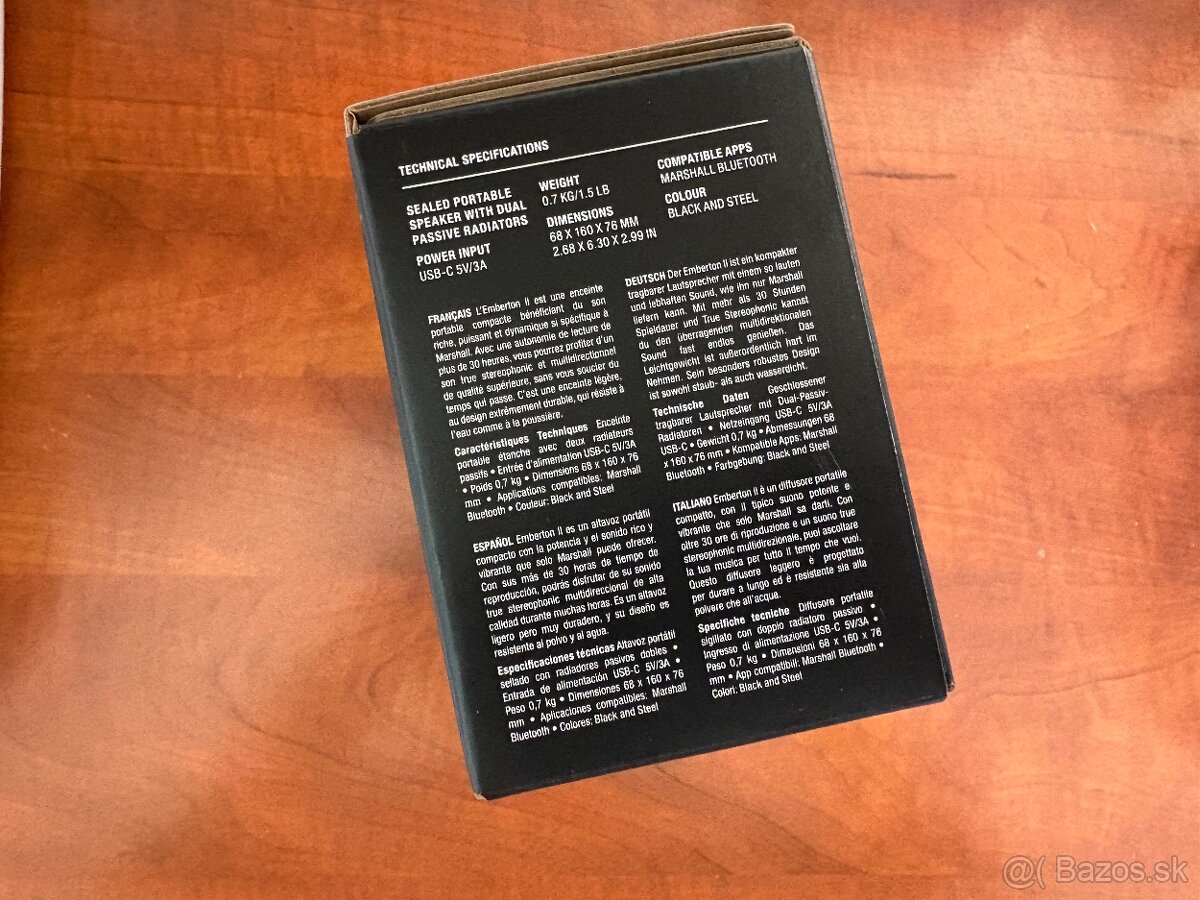 TECHNICAL SPECIFICATIONS
SEALED PORTABLE
SPEAKER WITH DUAL
PASSIVE RADIATORS
POWER INPUT
USB-C 5V/3A
WEIGHT
0.7 KG/1.5 LB
DIMENSIONS
68 X 160 X 76 MM
2.68 X 6.30 X 2.99 IN
COMPATIBLE APPS
MARSHALL BLUETOOTH
COLOUR
BLACK AND STEEL
FRANÇAIS L'Emberton II est une enceinte
portable compacte bénéficiant du son
riche, puissant et dynamique si spécifique à
Marshall. Avec une autonomie de lecture de
plus de 30 heures, vous pourrez profiter d'un
son true stereophonic et multidirectionnel
de qualité supérieure, sans vous soucier du
temps qui passe. C'est une enceinte légère,
au design extrêmement durable, qui résiste à
l'eau comme à la poussière.
Caractéristiques Techniques Enceinte
portable étanche avec deux radiateurs
passifs • Entrée d'alimentation USB-C 5V/3A
• Poids 0,7 kg • Dimensions 68 x 160 x 76
mm • Applications compatibles: Marshall
Bluetooth • Couleur: Black and Steel
ESPAÑOL Emberton II es un altavoz portátil
compacto con la potencia y el sonido rico y
vibrante que solo Marshall puede ofrecer.
Con sus más de 30 horas de tiempo de
reproducción, podrás disfrutar de su sonido
true stereophonic multidireccional de alta
calidad durante muchas horas. Es un altavoz
ligero pero muy duradero, y su diseño es
resistente al polvo y al agua.
Especificaciones técnicas Altavoz portátil
sellado con radiadores pasivos dobles •
Entrada de alimentación USB-C 5V/3A •
Peso 0,7 kg • Dimensiones 68 x 160 x 76
mm • Aplicaciones compatibles: Marshall
Bluetooth • Colores: Black and Steel
DEUTSCH Der Emberton II ist ein kompakter
tragbarer Lautsprecher mit einem so lauten
und lebhaften Sound, wie ihn nur Marshall
liefern kann. Mit mehr als 30 Stunden
Spieldauer und True Stereophonic kannst
du den überragenden multidirektionalen
Sound fast endlos genießen. Das
Leichtgewicht ist außerordentlich hart im
Nehmen. Sein besonders robustes Design
ist sowohl staub- als auch wasserdicht.
Technische Daten Geschlossener
tragbarer Lautsprecher mit Dual-Passiv-
Radiatoren • Netzeingang USB-C 5V/3A
USB-C • Gewicht 0,7 kg • Abmessungen 68
x 160 x 76 mm • Kompatible Apps: Marshall
Bluetooth • Farbgebung: Black and Steel
ITALIANO Emberton II è un diffusore portatile
compatto, con il tipico suono potente e
vibrante che solo Marshall sa darti. Con
oltre 30 ore di riproduzione e un suono true
stereophonic multidirezionale, puoi ascoltare
la tua musica per tutto il tempo che vuoi.
Questo diffusore leggero è progettato
per durare a lungo ed è resistente sia alla
polvere che all'acqua.
Specifiche tecniche Diffusore portatile
sigillato con doppio radiatore passivo •
Ingresso di alimentazione USB-C 5V/3A •
Peso 0,7 kg • Dimensioni 68 x 160 x 76
mm • App compatibili: Marshall Bluetooth •
Colori: Black and Steel
@( Bazos.sk